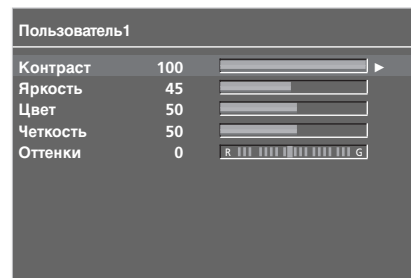 Пользователь1
Контраст 100
Яркость 45
Цвет 50
Четкость 50
Оттенки 0 R G